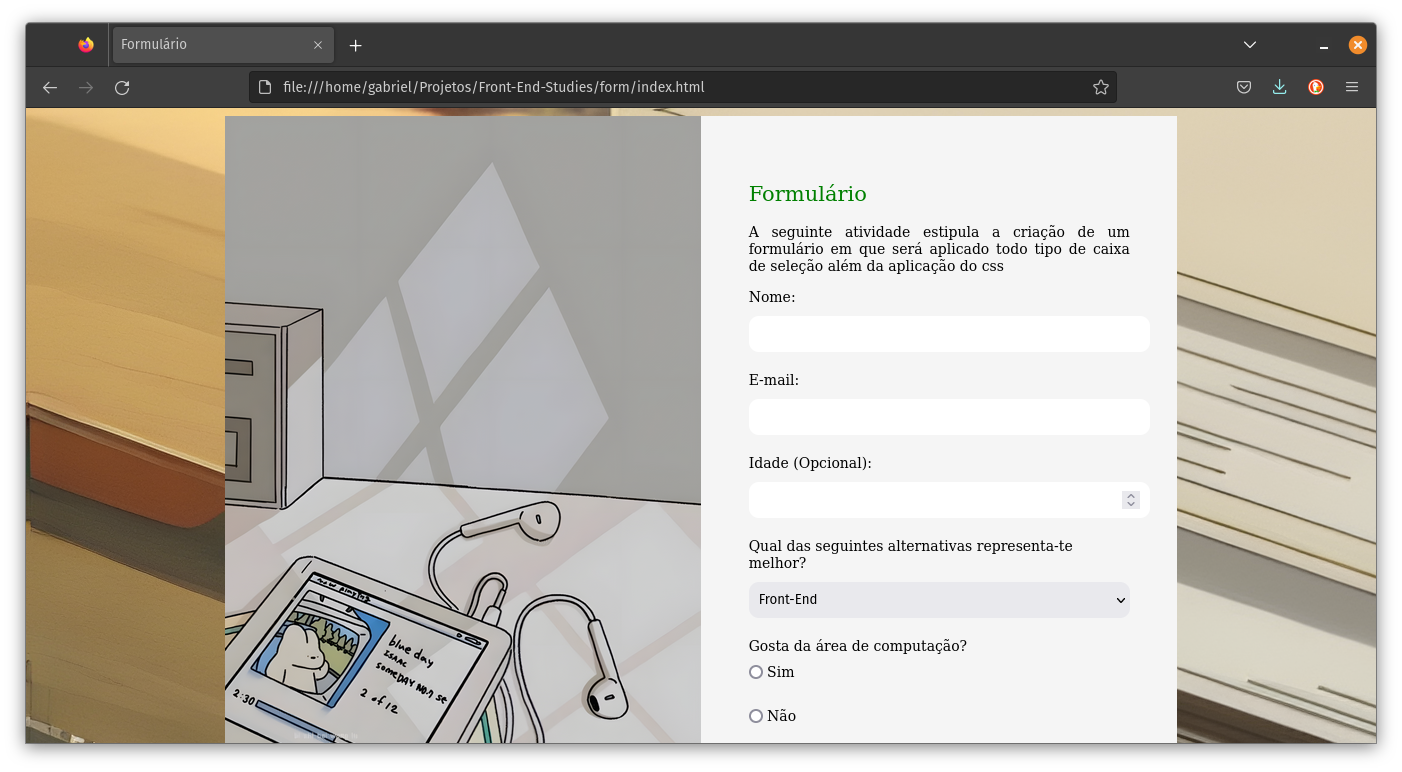 Formulário
file:///home/gabriel/Projetos/Front-End-Studies/form/index.html
Formulário
A seguinte atividade estipula a criação de um
formulário em que será aplicado todo tipo de caixa
de seleção além da aplicação do css
Nome:
E-mail:
Idade (Opcional):
Qual das seguintes alternativas representa-te
melhor?
Front-End
Gosta da área de computação?
Sim
Não
now playing
blue day
ISAAC
someDAY
2:30
2 of 12